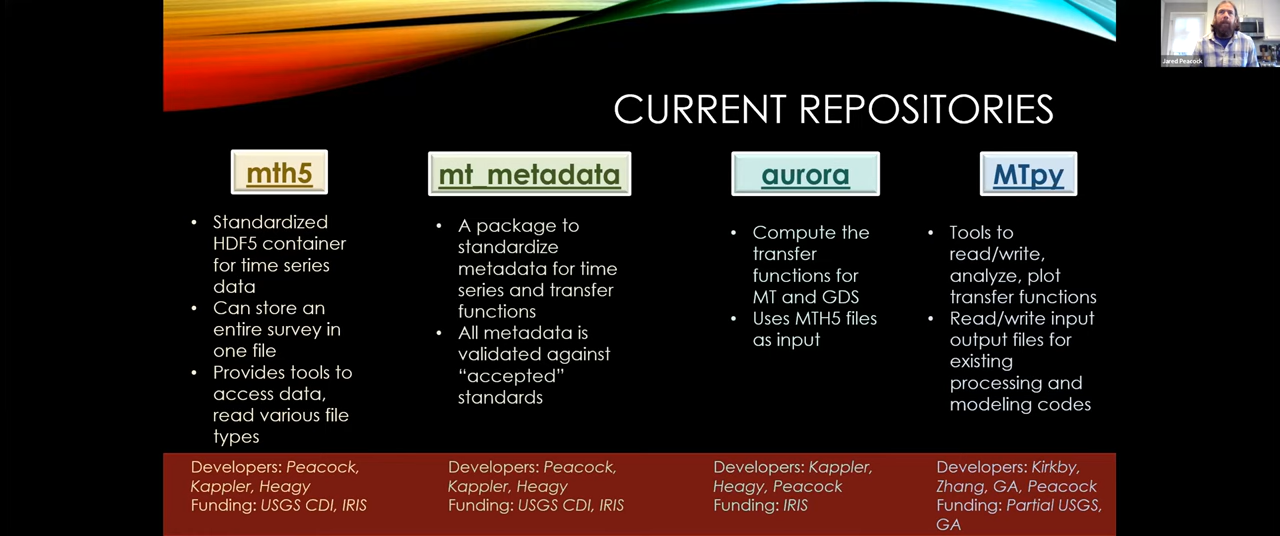 Jared Peacock
CURRENT REPOSITORIES
mth5
• Standardized
HDF5 container
for time series
data
• Can store an
entire survey in
one file
• Provides tools to
access data,
read various file
types
Developers: Peacock,
Kappler, Heagy
Funding: USGS CDI, IRIS
mt_metadata
• A package to
standardize
metadata for time
series and transfer
functions
• All metadata is
validated against
“accepted”
standards
Developers: Peacock,
Kappler, Heagy
Funding: USGS CDI, IRIS
aurora
• Compute the
transfer
functions for
MT and GDS
• Uses MTH5 files
as input
Developers: Kappler,
Heagy, Peacock
Funding: IRIS
MTpy
• Tools to
read/write,
analyze, plot
transfer functions
• Read/write input
output files for
existing
processing and
modeling codes
Developers: Kirkby,
Zhang, GA, Peacock
Funding: Partial USGS,
GA